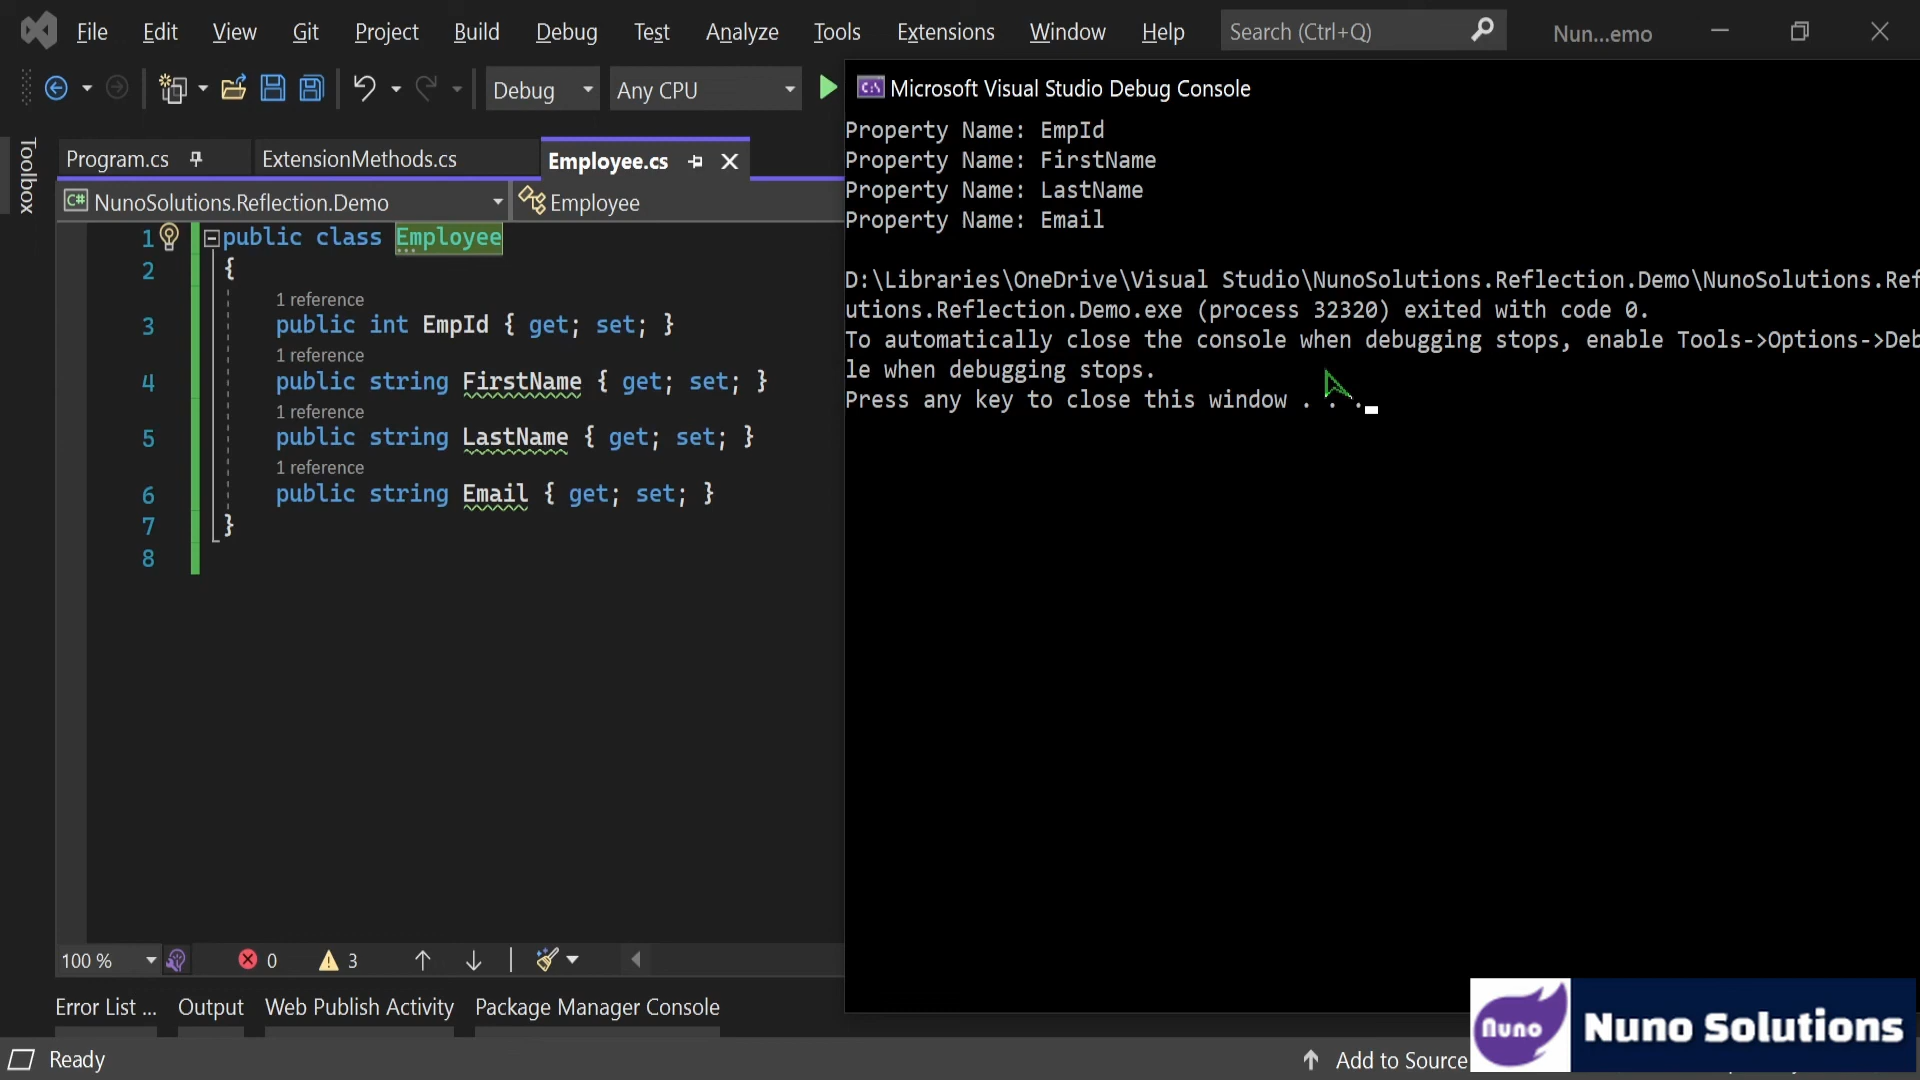 File Edit View Git Project Build Debug Test Analyze Tools Extensions Window Help Search (Ctrl+Q) Nun...emo
Debug Any CPU
Toolbox
Program.cs ExtensionMethods.cs Employee.cs
C# NunoSolutions.Reflection.Demo Employee
1 public class Employee
2 {
1 reference
3 public int EmpId { get; set; }
1 reference
4 public string FirstName { get; set; }
1 reference
5 public string LastName { get; set; }
1 reference
6 public string Email { get; set; }
7 }
8
100 % 0 3
Error List ... Output Web Publish Activity Package Manager Console
Ready
Add to Source
C:\ Microsoft Visual Studio Debug Console
Property Name: EmpId
Property Name: FirstName
Property Name: LastName
Property Name: Email
D:\Libraries\OneDrive\Visual Studio\NunoSolutions.Reflection.Demo\NunoSolutions.Ref
utions.Reflection.Demo.exe (process 32320) exited with code 0.
To automatically close the console when debugging stops, enable Tools->Options->Deb
le when debugging stops.
Press any key to close this window . . .
nuno Nuno Solutions